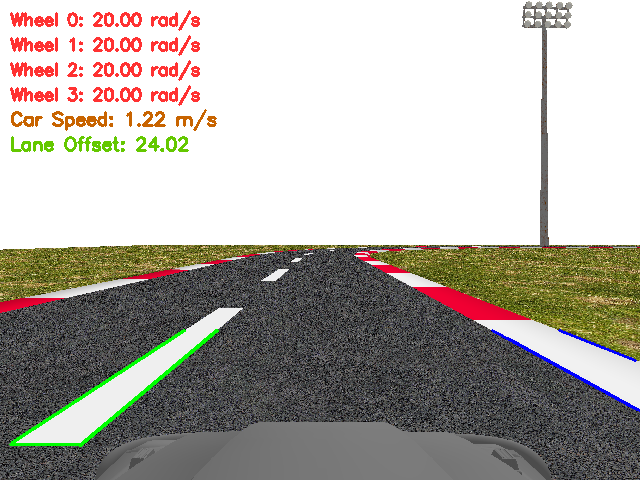 Wheel 0: 20.00 rad/s
Wheel 1: 20.00 rad/s
Wheel 2: 20.00 rad/s
Wheel 3: 20.00 rad/s
Car Speed: 1.22 m/s
Lane Offset: 24.02